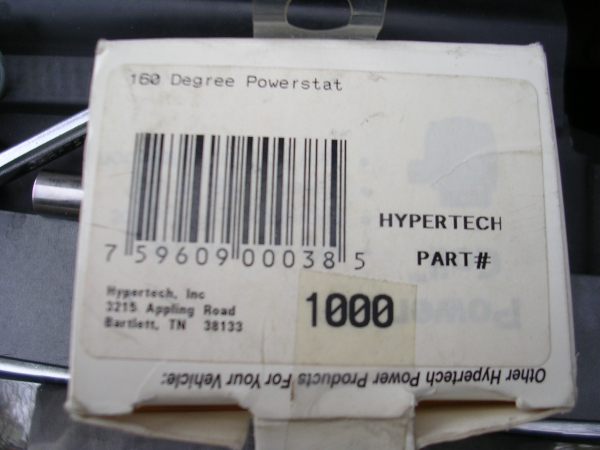 160 Degree Powerstat
7 59609 00038 5
HYPERTECH
PART#
1000
Hypertech, Inc
3215 Appling Road
Bartlett, TN 38133
Other Hypertech Power Products For Your Vehicle: